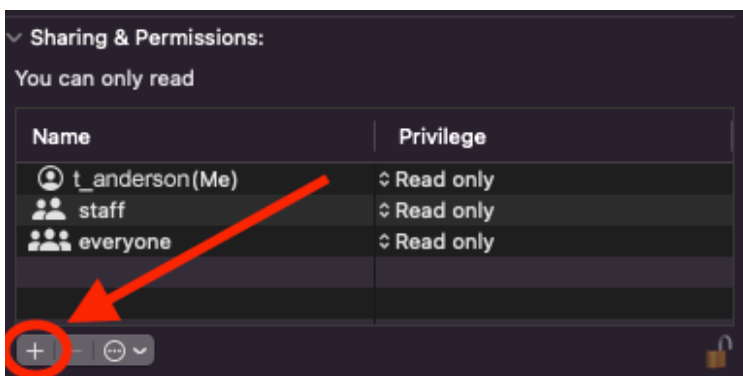 Sharing & Permissions:
You can only read
Name Privilege
t_anderson(Me) Read only
staff Read only
everyone Read only